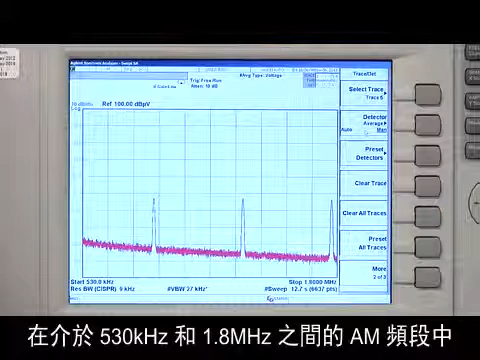 Agilent Spectrum Analyzer - Swept SA
Trace/Det
Avg Type: Voltage
Trig: Free Run
Atten: 10 dB
Select Trace
Trace 6
Ref 100.00 dBµV
Log
Detector
Average
Auto Man
Preset
Detectors
Clear Trace
Clear All Traces
Preset
All Traces
More
2 of 3
Start 530.0 kHz
Stop 1.8000 MHz
Res BW (CISPR) 9 kHz
#VBW 27 kHz*
#Sweep 12.7 s (6637 pts)
STATUS
在介於 530kHz 和 1.8MHz 之間的 AM 頻段中